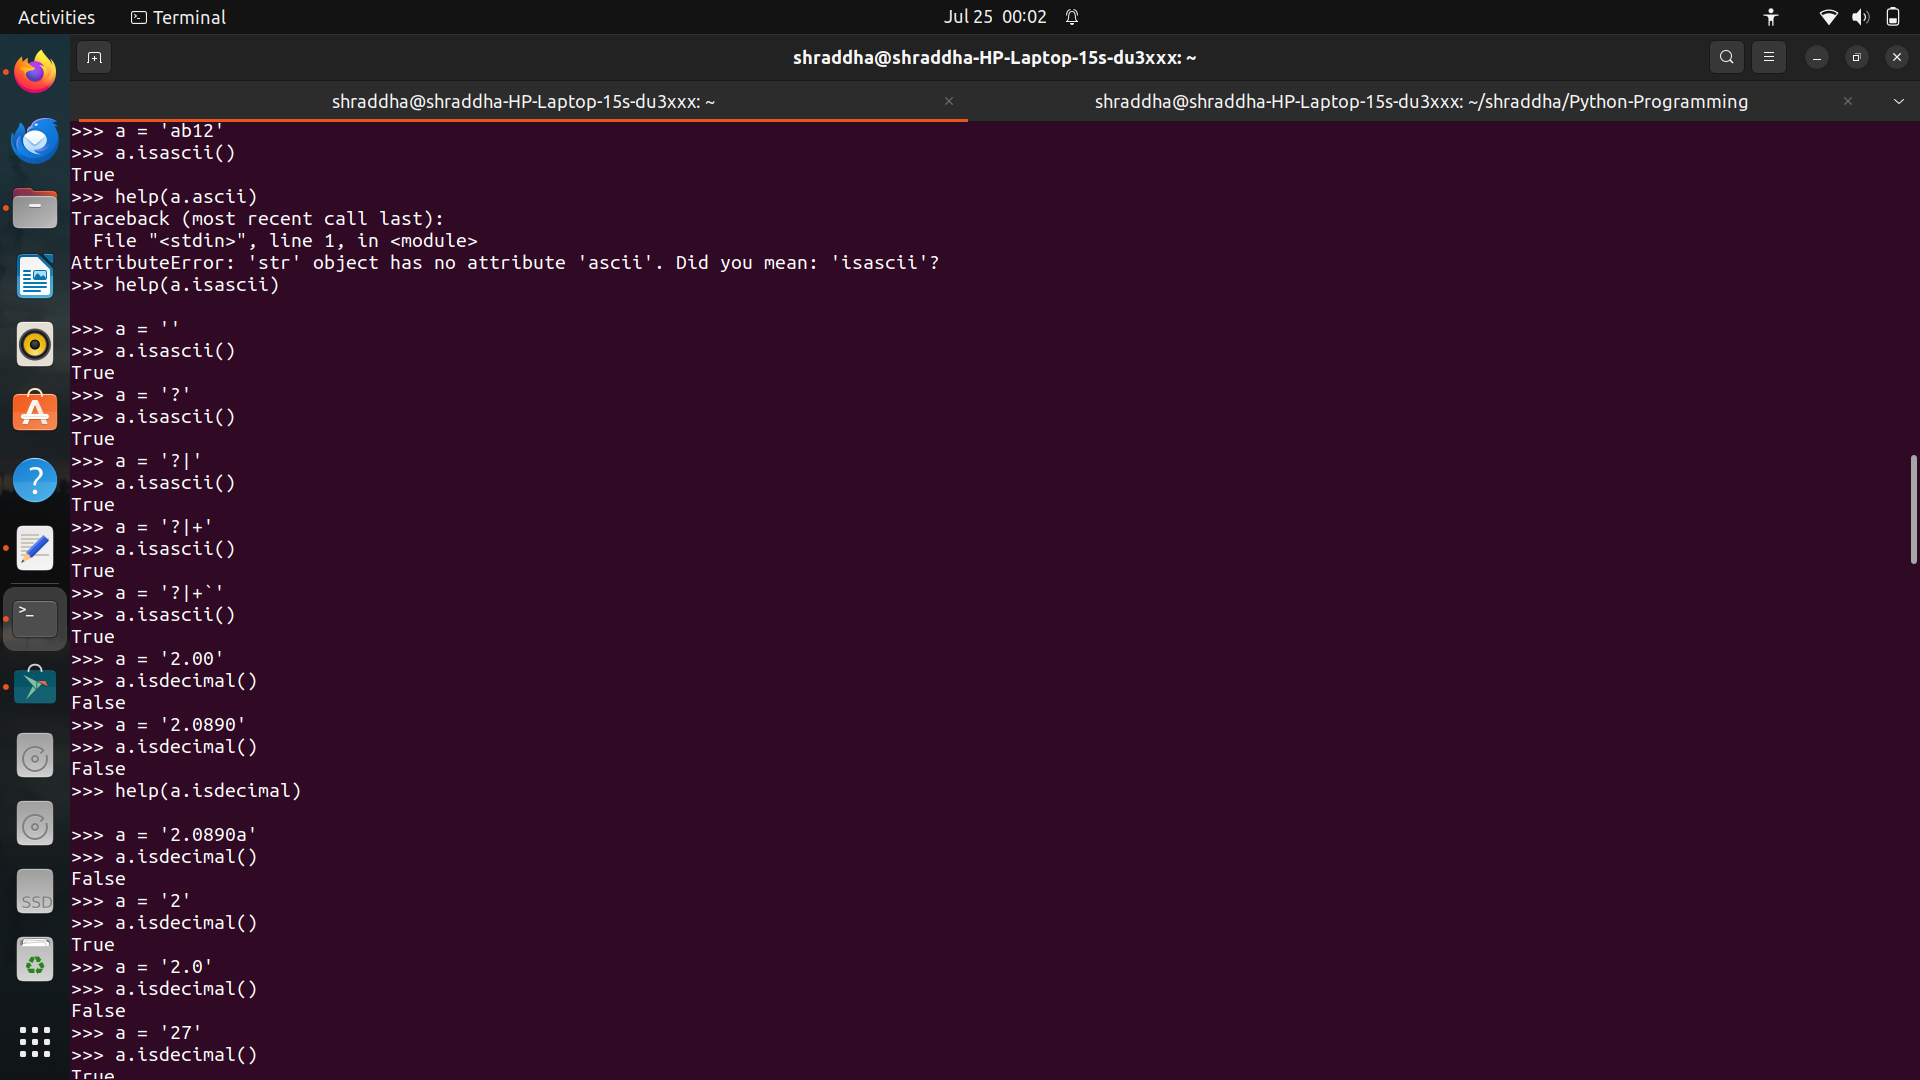 Activities
Terminal
Jul 25 00:02
shraddha@shraddha-HP-Laptop-15s-du3xxx: ~
shraddha@shraddha-HP-Laptop-15s-du3xxx: ~
shraddha@shraddha-HP-Laptop-15s-du3xxx: ~/shraddha/Python-Programming
>>> a = 'ab12'
>>> a.isascii()
True
>>> help(a.ascii)
Traceback (most recent call last):
  File "<stdin>", line 1, in <module>
AttributeError: 'str' object has no attribute 'ascii'. Did you mean: 'isascii'?
>>> help(a.isascii)

>>> a = ''
>>> a.isascii()
True
>>> a = '?'
>>> a.isascii()
True
>>> a = '?|'
>>> a.isascii()
True
>>> a = '?|+'
>>> a.isascii()
True
>>> a = '?|+`'
>>> a.isascii()
True
>>> a = '2.00'
>>> a.isdecimal()
False
>>> a = '2.0890'
>>> a.isdecimal()
False
>>> help(a.isdecimal)

>>> a = '2.0890a'
>>> a.isdecimal()
False
>>> a = '2'
>>> a.isdecimal()
True
>>> a = '2.0'
>>> a.isdecimal()
False
>>> a = '27'
>>> a.isdecimal()
True
SSD